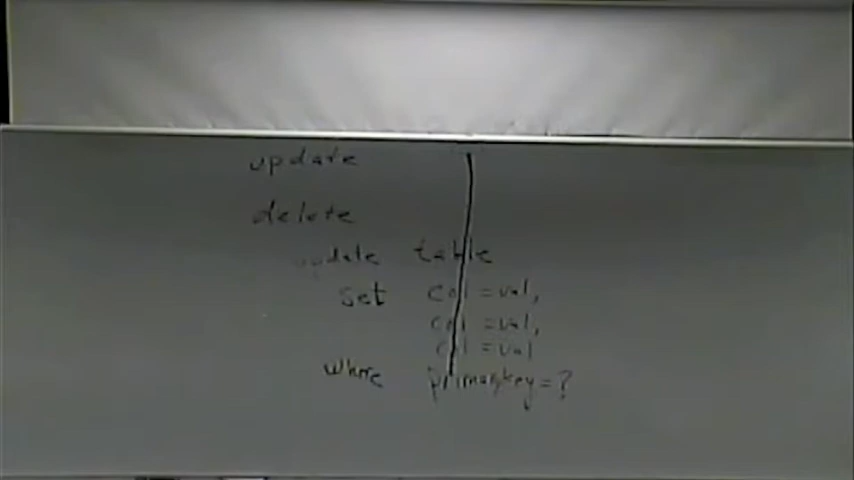 update
delete
update table
set col = val,
col = val,
col = val
where primarykey = ?